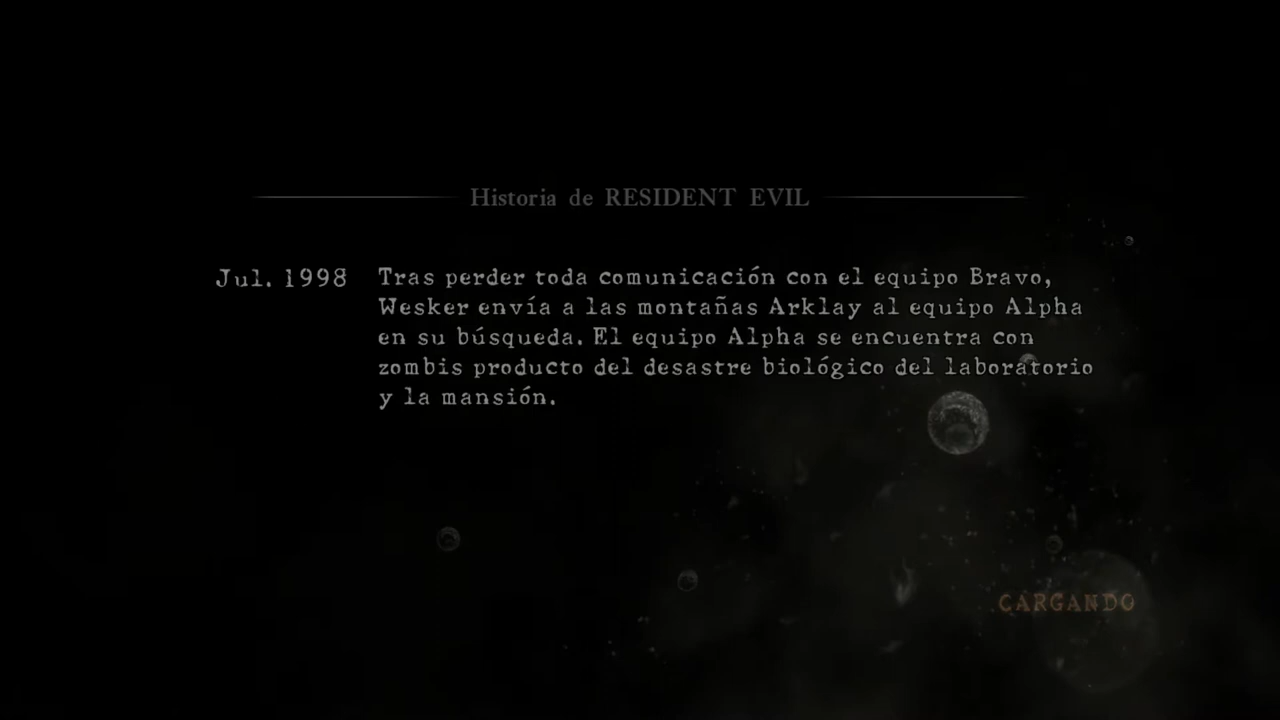 Historia de RESIDENT EVIL
Jul. 1998 Tras perder toda comunicación con el equipo Bravo,
Wesker envía a las montañas Arklay al equipo Alpha
en su búsqueda. El equipo Alpha se encuentra con
zombis producto del desastre biológico del laboratorio
y la mansión.
CARGANDO